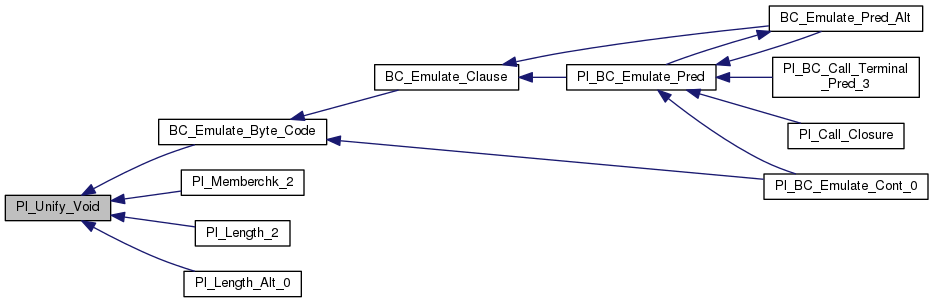 BC_Emulate_Pred_Alt
BC_Emulate_Clause
Pl_BC_Emulate_Pred
Pl_BC_Call_Terminal
_Pred_3
BC_Emulate_Byte_Code
Pl_Call_Closure
Pl_Memberchk_2
Pl_BC_Emulate_Cont_0
Pl_Unify_Void
Pl_Length_2
Pl_Length_Alt_0